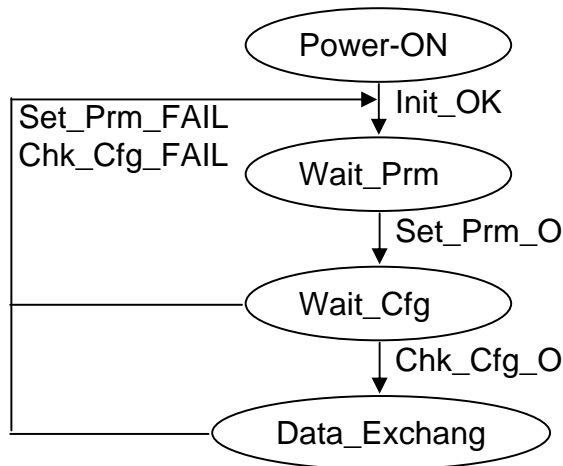 Power-ON
Init_OK
Set_Prm_FAIL
Chk_Cfg_FAIL
Wait_Prm
Set_Prm_O
Wait_Cfg
Chk_Cfg_O
Data_Exchang